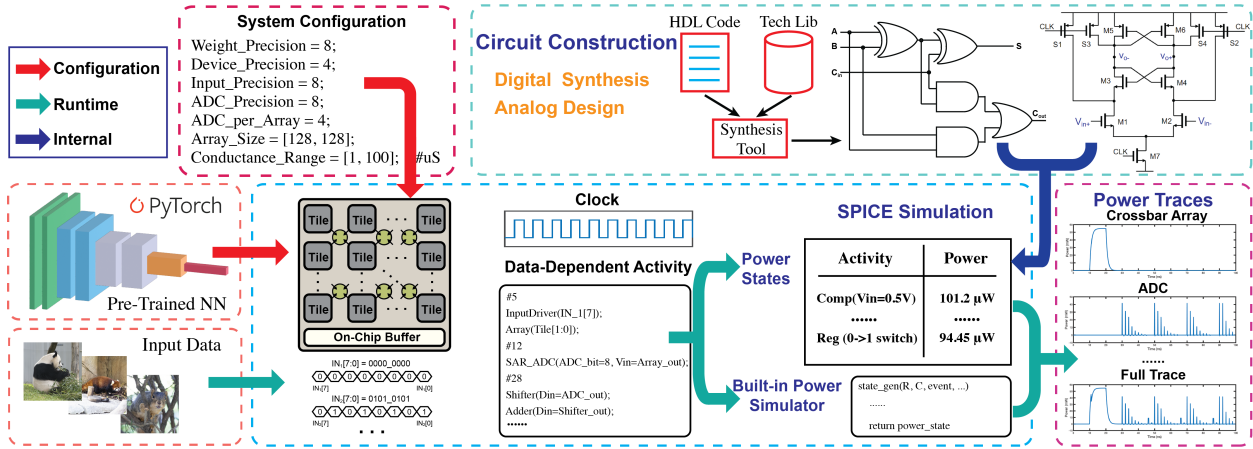 Configuration
Runtime
Internal
System Configuration
Weight_Precision = 8;
Device_Precision = 4;
Input_Precision = 8;
ADC_Precision = 8;
ADC_per_Array = 4;
Array_Size = [128, 128];
Conductance_Range = [1, 100]; #uS
Circuit Construction
Digital Synthesis
Analog Design
HDL Code
Tech Lib
Synthesis
Tool
A
B
Cin
S
Cout
CLK
S1
S3
M5
M6
S4
S2
CLK
Vo-
Vo+
M3
M4
Vin+
M1
M2
Vin-
CLK
M7
PyTorch
Pre-Trained NN
Input Data
Tile Tile Tile
Tile Tile Tile
Tile Tile Tile
On-Chip Buffer
IN1[7:0] = 0000_0000
0 0 0 0 0 0 0 0
IN1[7] IN1[0]
IN2[7:0] = 0101_0101
0 1 0 1 0 1 0 1
IN2[7] IN2[0]
Clock
Data-Dependent Activity
#5
InputDriver(IN_1[7]);
Array(Tile[1:0]);
#12
SAR_ADC(ADC_bit=8, Vin=Array_out);
#28
Shifter(Din=ADC_out);
Adder(Din=Shifter_out);
......
Power
States
Built-in Power
Simulator
SPICE Simulation
Activity Power
Comp(Vin=0.5V) 101.2 μW
...... ......
Reg (0->1 switch) 94.45 μW
state_gen(R, C, event, ...)
......
return power_state
Power Traces
Crossbar Array
ADC
......
Full Trace